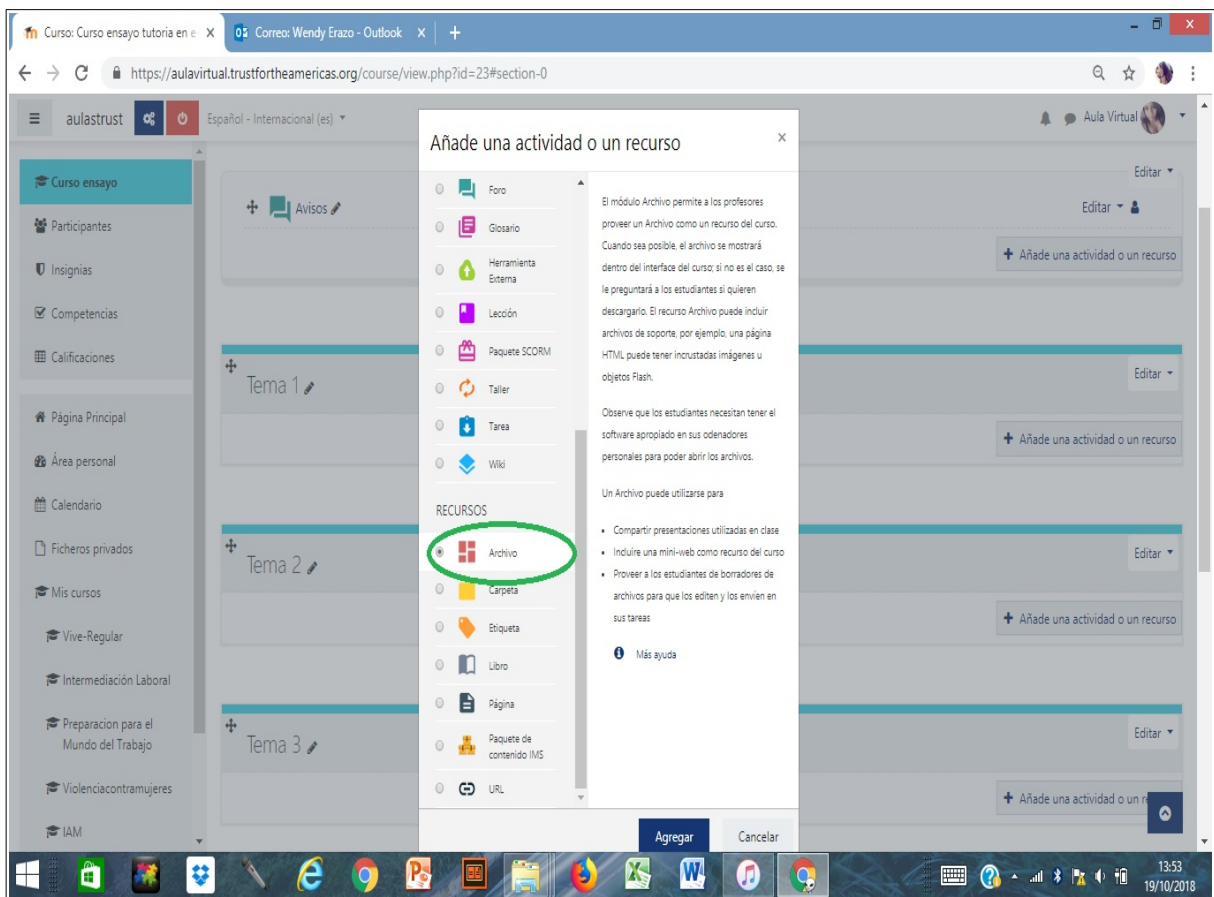 Curso: Curso ensayo tutoria en e
Correo: Wendy Erazo - Outlook
https://aulavirtual.trustfortheamericas.org/course/view.php?id=23#section-0
aulastrust
Español - Internacional (es)
Aula Virtual
Curso ensayo
Participantes
Insignias
Competencias
Calificaciones
Página Principal
Área personal
Calendario
Ficheros privados
Mis cursos
Vive-Regular
Intermediación Laboral
Preparacion para el
Mundo del Trabajo
Violenciacontramujeres
IAM
Avisos
Tema 1
Tema 2
Tema 3
Añade una actividad o un recurso
Foro
Glosario
Herramienta
Externa
Lección
Paquete SCORM
Taller
Tarea
Wiki
RECURSOS
Archivo
Carpeta
Etiqueta
Libro
Página
Paquete de
contenido IMS
URL
El módulo Archivo permite a los profesores
proveer un Archivo como un recurso del curso.
Cuando sea posible, el archivo se mostrará
dentro del interface del curso; si no es el caso, se
le preguntará a los estudiantes si quieren
descargarlo. El recurso Archivo puede incluir
archivos de soporte, por ejemplo, una página
HTML puede tener incrustadas imágenes u
objetos Flash.
Observe que los estudiantes necesitan tener el
software apropiado en sus odenadores
personales para poder abrir los archivos.
Un Archivo puede utilizarse para
• Compartir presentaciones utilizadas en clase
• Incluire una mini-web como recurso del curso
• Proveer a los estudiantes de borradores de
archivos para que los editen y los envíen en
sus tareas
Más ayuda
Agregar
Cancelar
Editar
Editar
+ Añade una actividad o un recurso
Editar
+ Añade una actividad o un recurso
Editar
+ Añade una actividad o un recurso
Editar
+ Añade una actividad o un re
13:53
19/10/2018